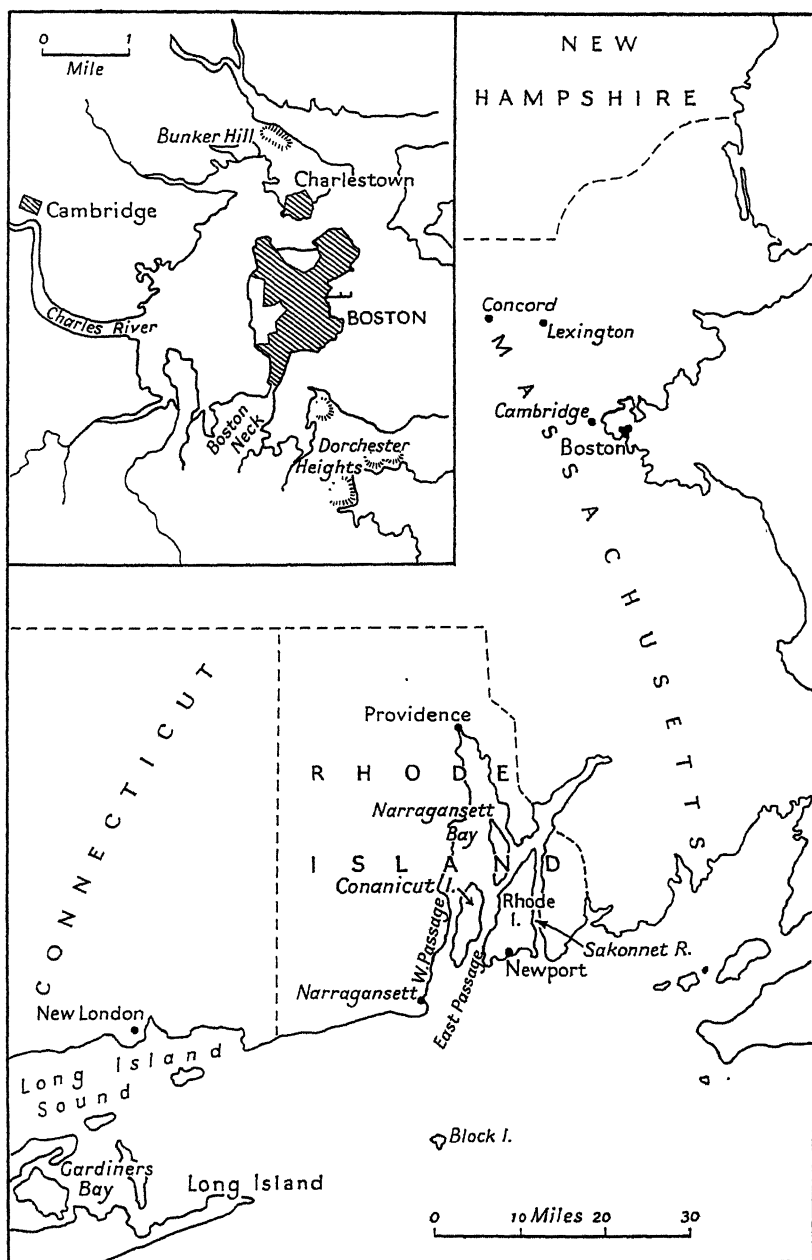 0 1
Mile
Bunker Hill
Charlestown
Cambridge
Charles River
BOSTON
Boston
Neck
Dorchester
Heights
NEW
HAMPSHIRE
Concord
Lexington
Cambridge
Boston
MASSACHUSETTS
CONNECTICUT
Providence
RHODE
Narragansett
Bay
ISLAND
Conanicut I.
Rhode
I.
W. Passage
Sakonnet R.
Newport
East Passage
Narragansett
New London
Long Island
Sound
Block I.
Gardiners
Bay
Long Island
0 10 Miles 20 30